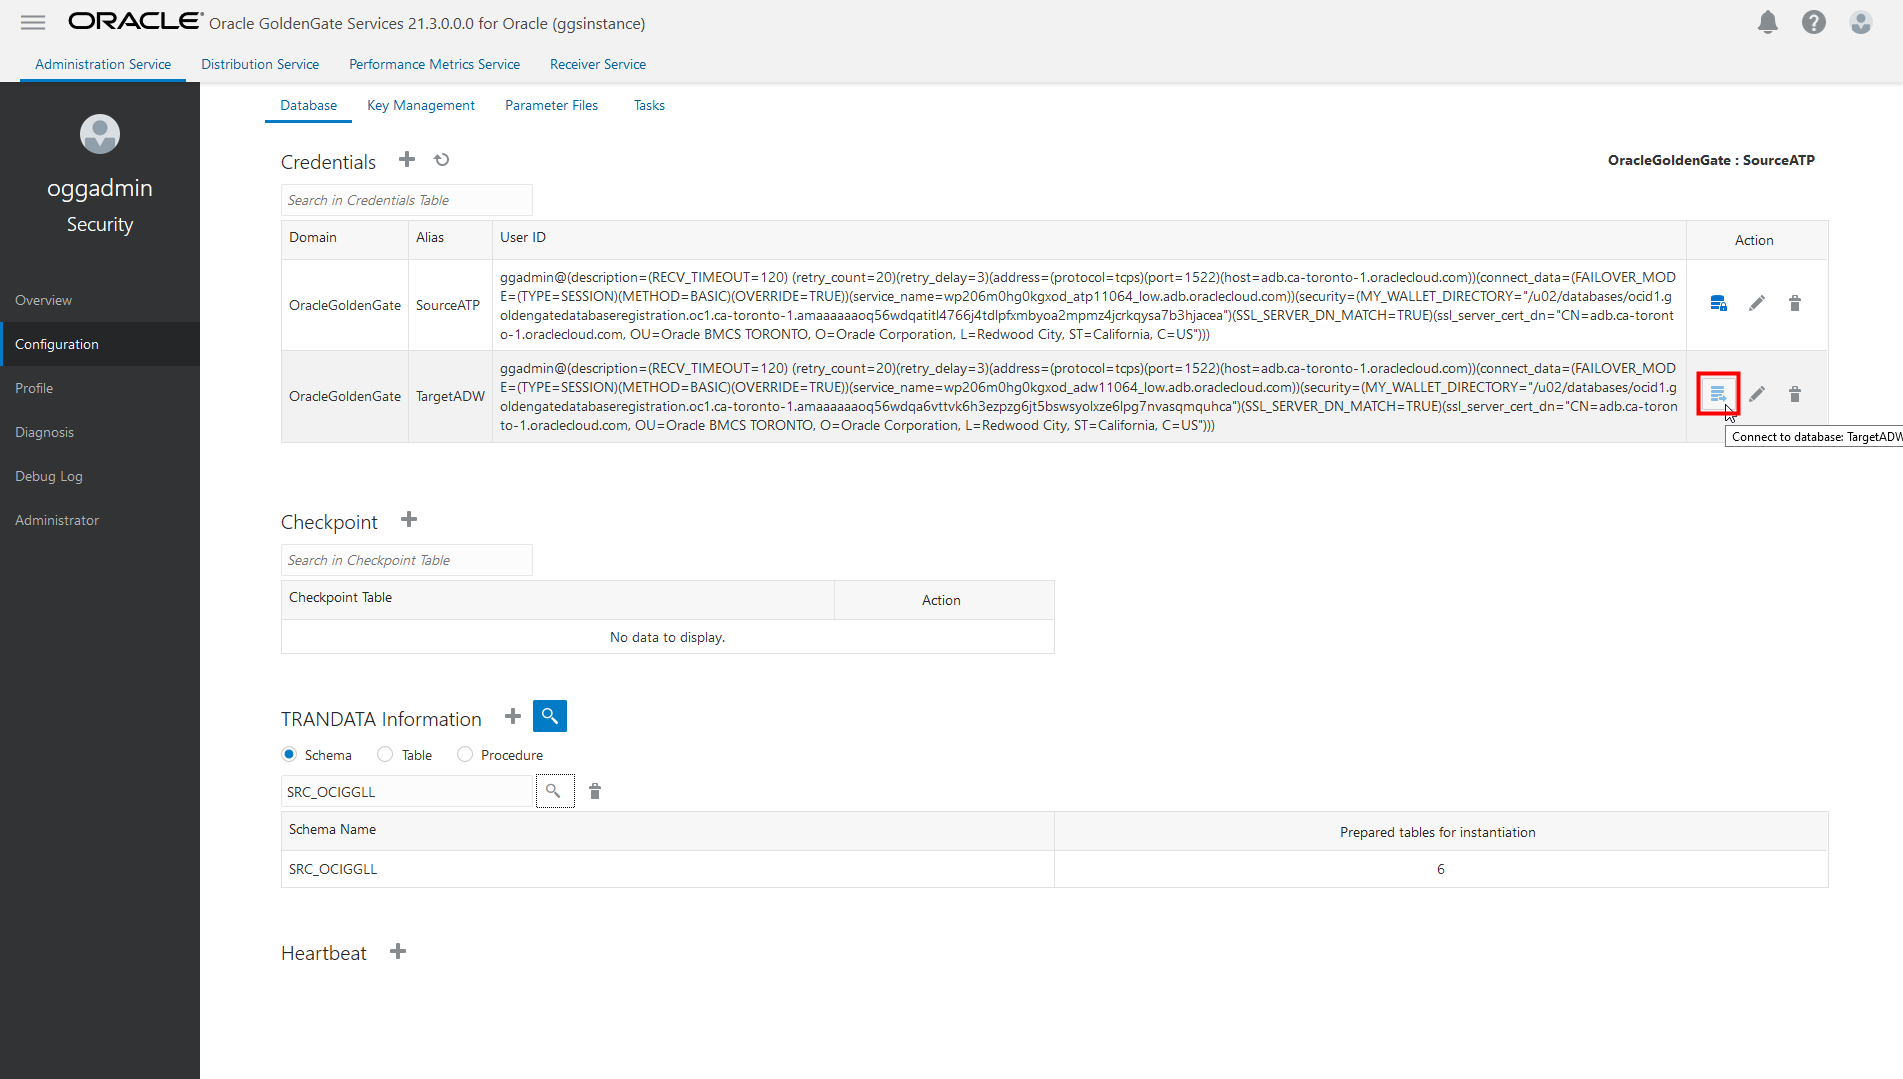 ORACLE Oracle GoldenGate Services 21.3.0.0.0 for Oracle (ggsinstance)
Administration Service
Distribution Service
Performance Metrics Service
Receiver Service
oggadmin
Security
Overview
Configuration
Profile
Diagnosis
Debug Log
Administrator
Database
Key Management
Parameter Files
Tasks
Credentials
OracleGoldenGate : SourceATP
Search in Credentials Table
Domain
Alias
User ID
Action
OracleGoldenGate
SourceATP
ggadmin@(description=(RECV_TIMEOUT=120) (retry_count=20)(retry_delay=3)(address=(protocol=tcps)(port=1522)(host=adb.ca-toronto-1.oraclecloud.com))(connect_data=(FAILOVER_MOD
E=(TYPE=SESSION)(METHOD=BASIC)(OVERRIDE=TRUE))(service_name=wp206m0hg0kgxod_atp11064_low.adb.oraclecloud.com))(security=(MY_WALLET_DIRECTORY="/u02/databases/ocid1.g
oldengatedatabaseregistration.oc1.ca-toronto-1.amaaaaaaoq56wdqatitl4766j4tdlpfxmbyoa2mpmz4jcrkqysa7b3hjacea")(SSL_SERVER_DN_MATCH=TRUE)(ssl_server_cert_dn="CN=adb.ca-toront
o-1.oraclecloud.com, OU=Oracle BMCS TORONTO, O=Oracle Corporation, L=Redwood City, ST=California, C=US")))
OracleGoldenGate
TargetADW
ggadmin@(description=(RECV_TIMEOUT=120) (retry_count=20)(retry_delay=3)(address=(protocol=tcps)(port=1522)(host=adb.ca-toronto-1.oraclecloud.com))(connect_data=(FAILOVER_MOD
E=(TYPE=SESSION)(METHOD=BASIC)(OVERRIDE=TRUE))(service_name=wp206m0hg0kgxod_adw11064_low.adb.oraclecloud.com))(security=(MY_WALLET_DIRECTORY="/u02/databases/ocid1.g
oldengatedatabaseregistration.oc1.ca-toronto-1.amaaaaaaoq56wdqa6vttvk6h3ezpzg6jt5bswsyolxze6lpg7nvasqmquhca")(SSL_SERVER_DN_MATCH=TRUE)(ssl_server_cert_dn="CN=adb.ca-toron
to-1.oraclecloud.com, OU=Oracle BMCS TORONTO, O=Oracle Corporation, L=Redwood City, ST=California, C=US")))
Connect to database: TargetADW
Checkpoint
Search in Checkpoint Table
Checkpoint Table
Action
No data to display.
TRANDATA Information
Schema
Table
Procedure
SRC_OCIGGLL
Schema Name
Prepared tables for instantiation
SRC_OCIGGLL
6
Heartbeat